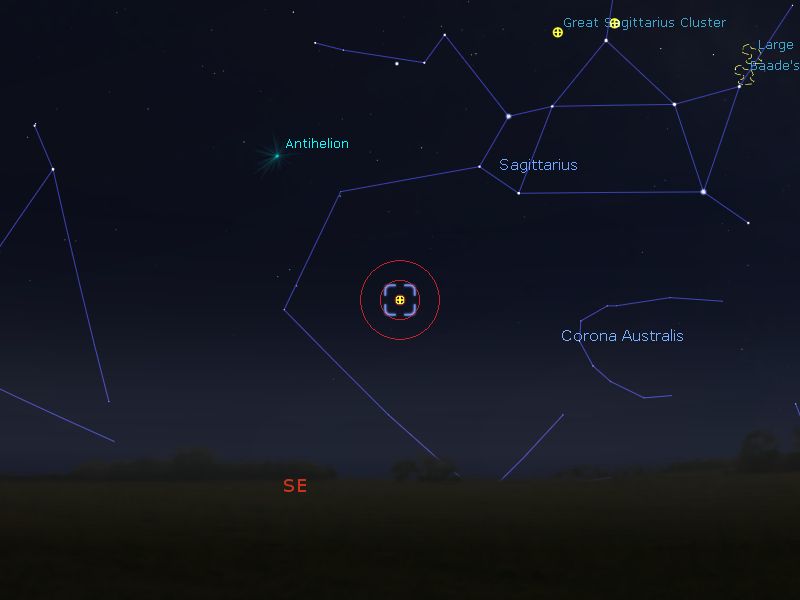 Great Sagittarius Cluster
Large
Baade's
Antihelion
Sagittarius
Corona Australis
SE